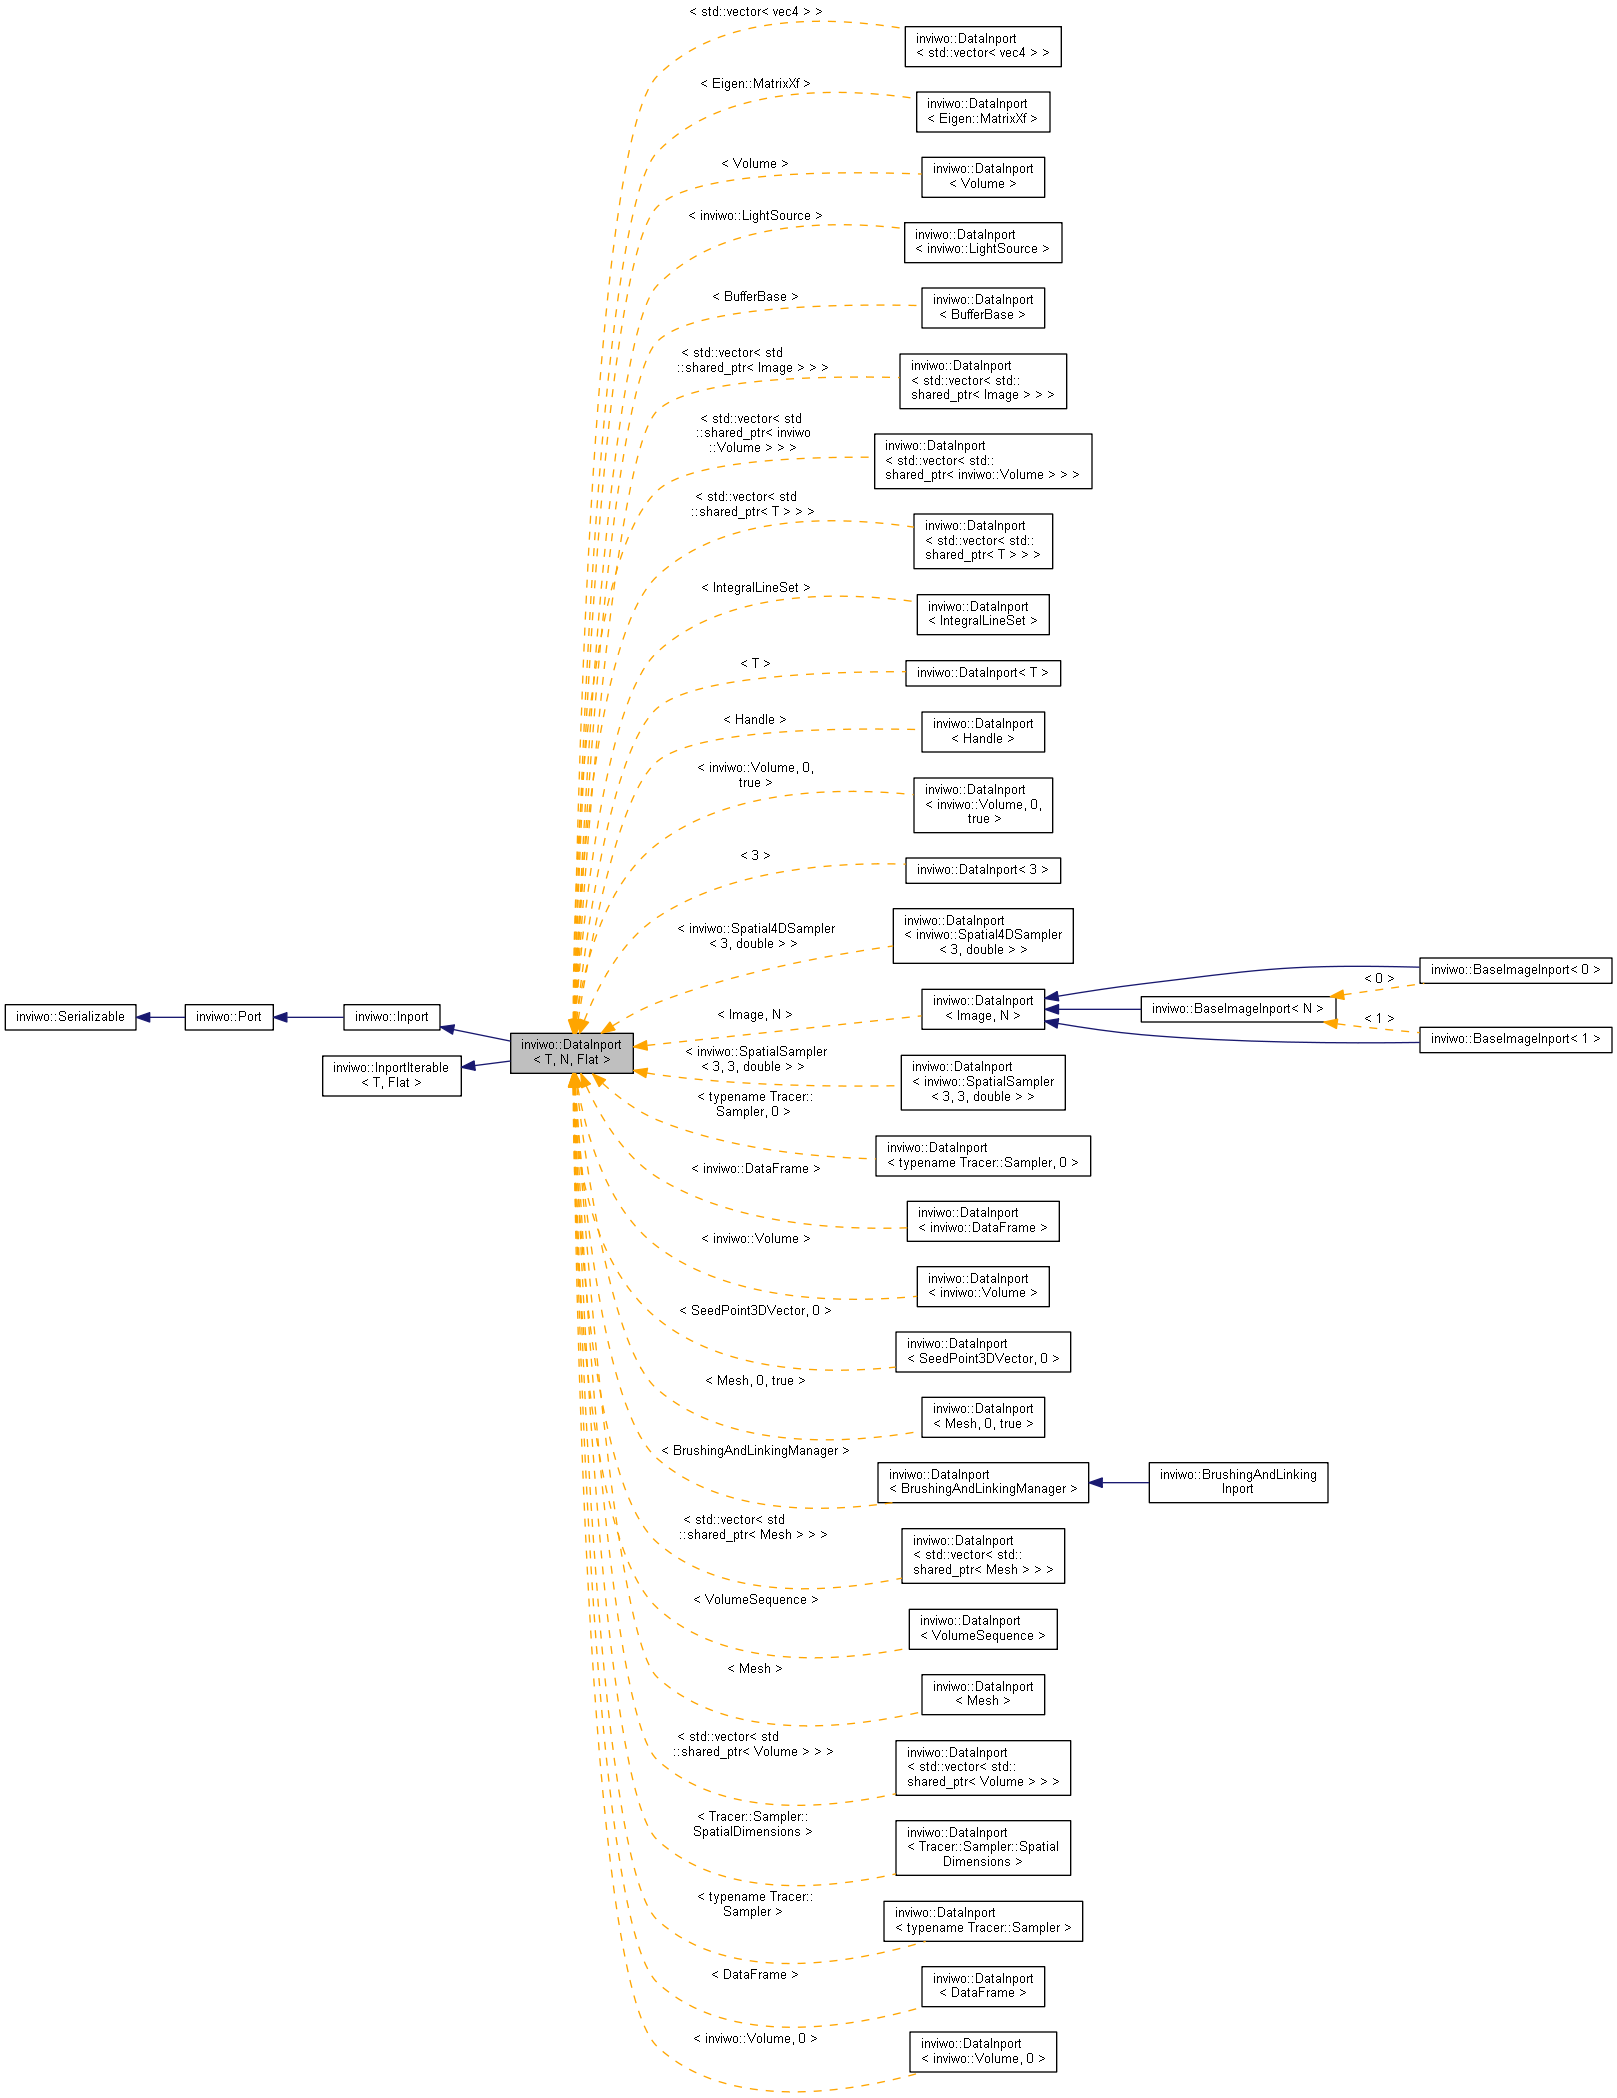 < std::vector< vec4 > >
inviwo::DataInport
< std::vector< vec4 > >
< Eigen::MatrixXf >
inviwo::DataInport
< Eigen::MatrixXf >
< Volume >
inviwo::DataInport
< Volume >
< inviwo::LightSource >
inviwo::DataInport
< inviwo::LightSource >
< BufferBase >
inviwo::DataInport
< BufferBase >
< std::vector< std
::shared_ptr< Image > > >
inviwo::DataInport
< std::vector< std::
shared_ptr< Image > > >
< std::vector< std
::shared_ptr< inviwo
::Volume > > >
inviwo::DataInport
< std::vector< std::
shared_ptr< inviwo::Volume > > >
< std::vector< std
::shared_ptr< T > > >
inviwo::DataInport
< std::vector< std::
shared_ptr< T > > >
< IntegralLineSet >
inviwo::DataInport
< IntegralLineSet >
< T >
inviwo::DataInport< T >
< Handle >
inviwo::DataInport
< Handle >
< inviwo::Volume, 0,
true >
inviwo::DataInport
< inviwo::Volume, 0,
true >
< 3 >
inviwo::DataInport< 3 >
< inviwo::Spatial4DSampler
< 3, double > >
inviwo::DataInport
< inviwo::Spatial4DSampler
< 3, double > >
inviwo::Serializable
inviwo::Port
inviwo::Inport
inviwo::InportIterable
< T, Flat >
inviwo::DataInport
< T, N, Flat >
< Image, N >
inviwo::DataInport
< Image, N >
inviwo::BaseImageInport< N >
< 0 >
inviwo::BaseImageInport< 0 >
< 1 >
inviwo::BaseImageInport< 1 >
< inviwo::SpatialSampler
< 3, 3, double > >
inviwo::DataInport
< inviwo::SpatialSampler
< 3, 3, double > >
< typename Tracer::
Sampler, 0 >
inviwo::DataInport
< typename Tracer::Sampler, 0 >
< inviwo::DataFrame >
inviwo::DataInport
< inviwo::DataFrame >
< inviwo::Volume >
inviwo::DataInport
< inviwo::Volume >
< SeedPoint3DVector, 0 >
inviwo::DataInport
< SeedPoint3DVector, 0 >
< Mesh, 0, true >
inviwo::DataInport
< Mesh, 0, true >
< BrushingAndLinkingManager >
inviwo::DataInport
< BrushingAndLinkingManager >
inviwo::BrushingAndLinking
Inport
< std::vector< std
::shared_ptr< Mesh > > >
inviwo::DataInport
< std::vector< std::
shared_ptr< Mesh > > >
< VolumeSequence >
inviwo::DataInport
< VolumeSequence >
< Mesh >
inviwo::DataInport
< Mesh >
< std::vector< std
::shared_ptr< Volume > > >
inviwo::DataInport
< std::vector< std::
shared_ptr< Volume > > >
< Tracer::Sampler::
SpatialDimensions >
inviwo::DataInport
< Tracer::Sampler::Spatial
Dimensions >
< typename Tracer::
Sampler >
inviwo::DataInport
< typename Tracer::Sampler >
< DataFrame >
inviwo::DataInport
< DataFrame >
< inviwo::Volume, 0 >
inviwo::DataInport
< inviwo::Volume, 0 >